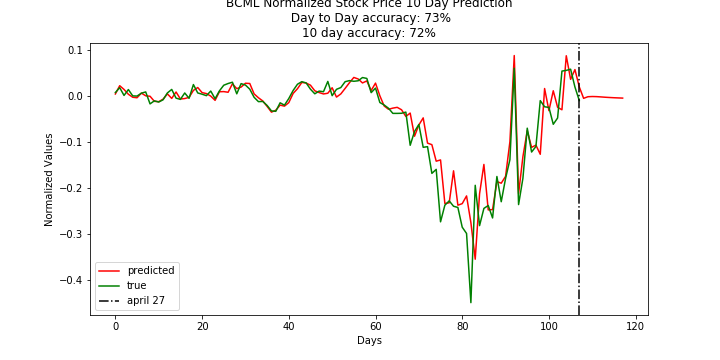 BCML Normalized Stock Price 10 Day Prediction
Day to Day accuracy: 73%
10 day accuracy: 72%
0.1
0.0
−0.1
−0.2
−0.3
−0.4
Normalized Values
predicted
true
april 27
0
20
40
60
80
100
120
Days